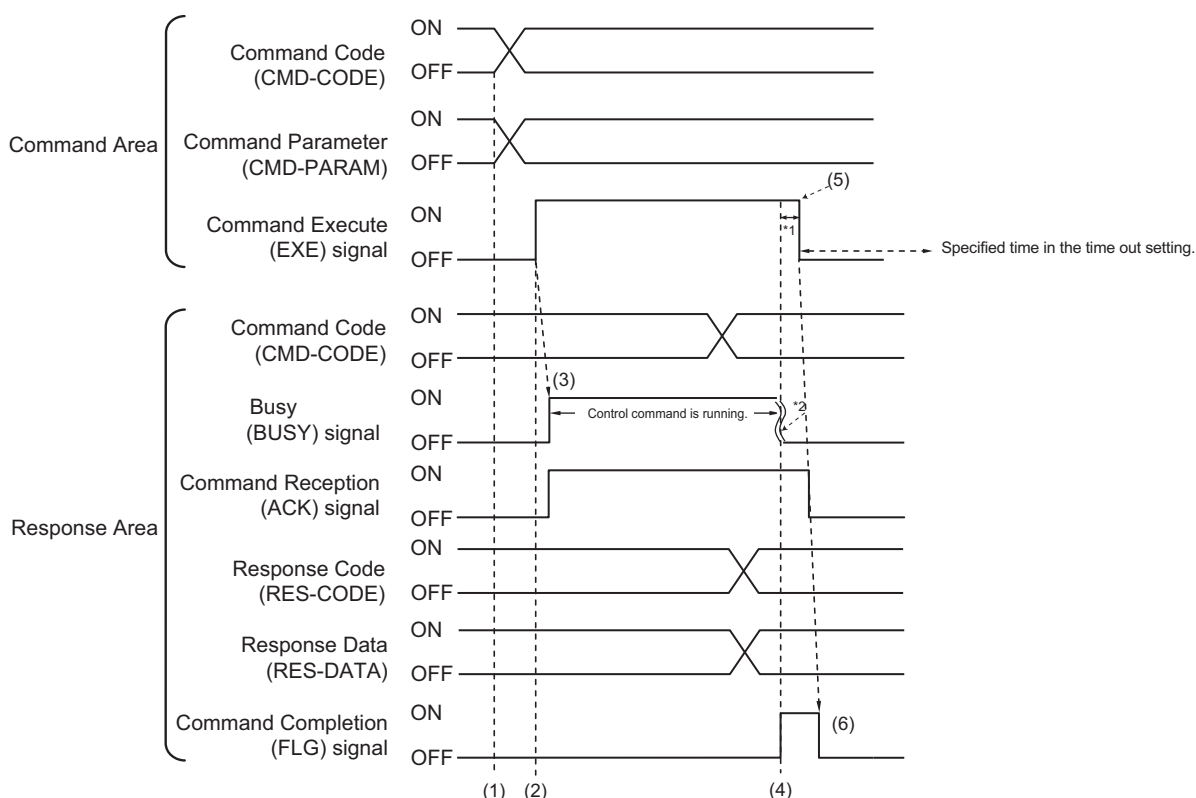 Command Area
Command Code
(CMD-CODE)
ON
OFF
Command Parameter
(CMD-PARAM)
ON
OFF
Command Execute
(EXE) signal
ON
OFF
(5)
*1
Specified time in the time out setting.
Response Area
Command Code
(CMD-CODE)
ON
OFF
Busy
(BUSY) signal
ON
OFF
(3)
Control command is running.
*2
Command Reception
(ACK) signal
ON
OFF
Response Code
(RES-CODE)
ON
OFF
Response Data
(RES-DATA)
ON
OFF
Command Completion
(FLG) signal
ON
OFF
(6)
(1) (2) (4)